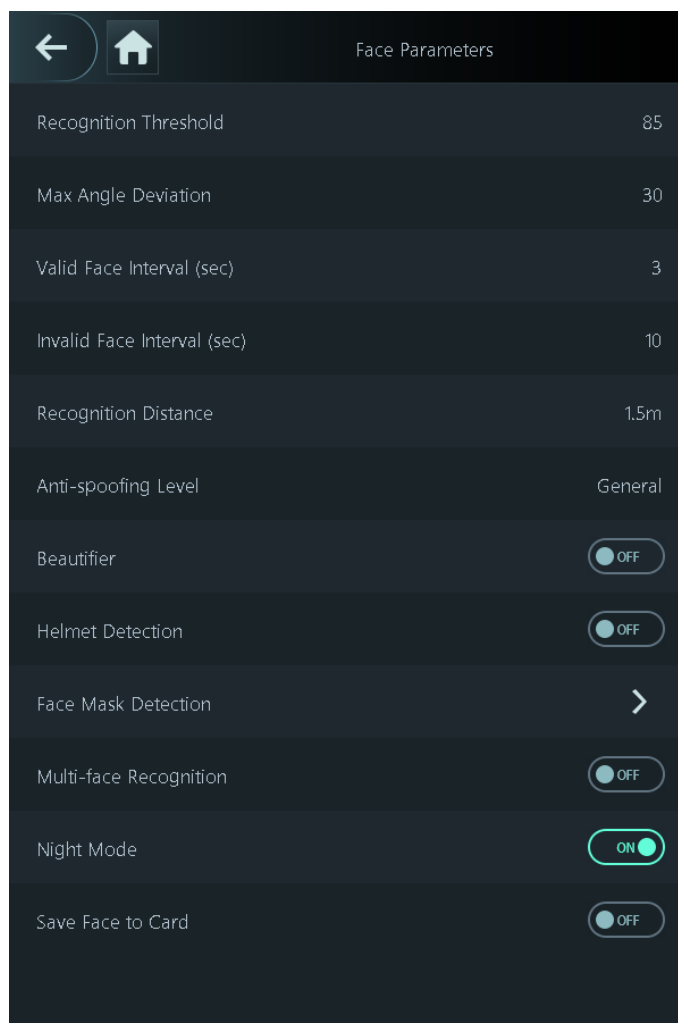 Face Parameters
Recognition Threshold 85
Max Angle Deviation 30
Valid Face Interval (sec) 3
Invalid Face Interval (sec) 10
Recognition Distance 1.5m
Anti-spoofing Level General
Beautifier OFF
Helmet Detection OFF
Face Mask Detection
Multi-face Recognition OFF
Night Mode ON
Save Face to Card OFF